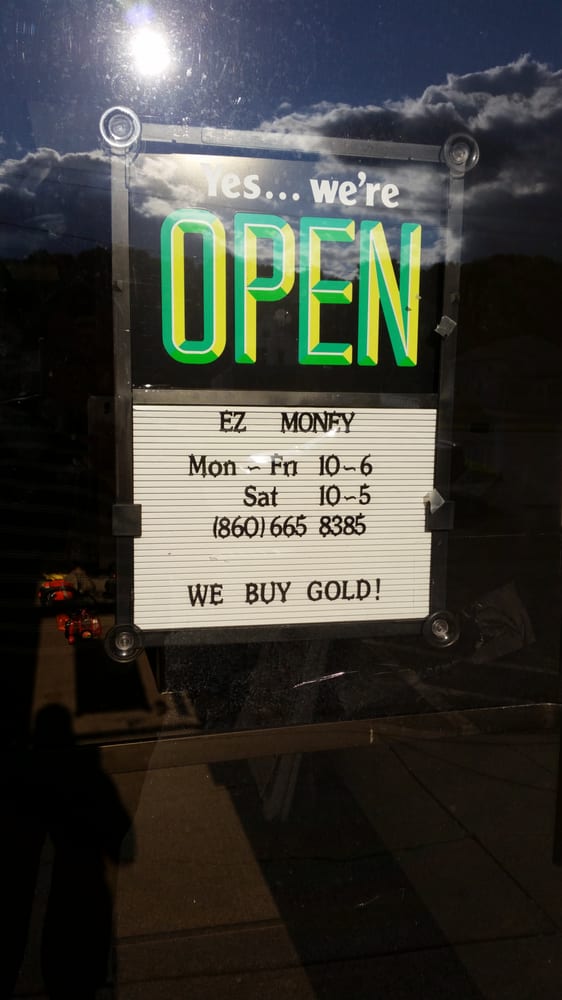 Yes... we're
OPEN
EZ MONEY
Mon ~ Fri 10~6
Sat 10~5
(860) 665 8385
WE BUY GOLD!